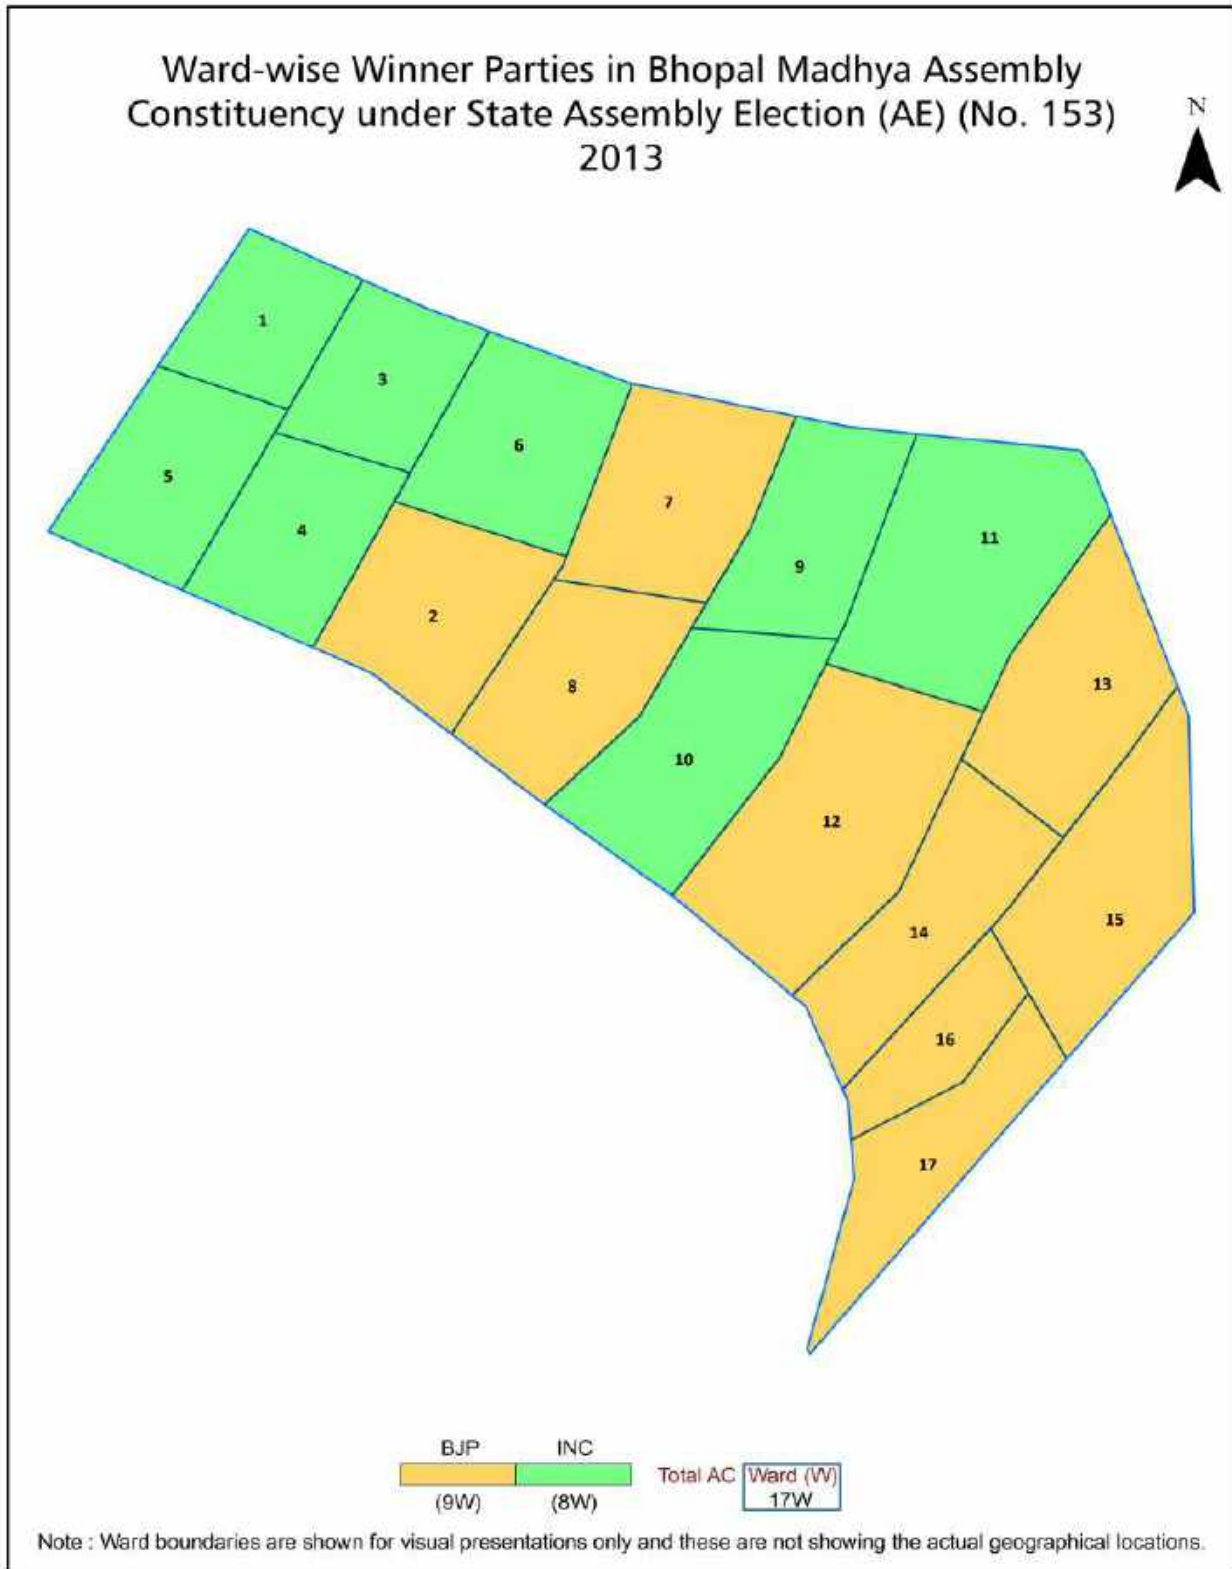 Ward-wise Winner Parties in Bhopal Madhya Assembly
Constituency under State Assembly Election (AE) (No. 153)
2013
N
1
3
6
5
4
7
9
11
2
8
13
10
12
14
15
16
17
BJP INC
Total AC Ward (W)
(9W) (8W) 17W
Note : Ward boundaries are shown for visual presentations only and these are not showing the actual geographical locations.